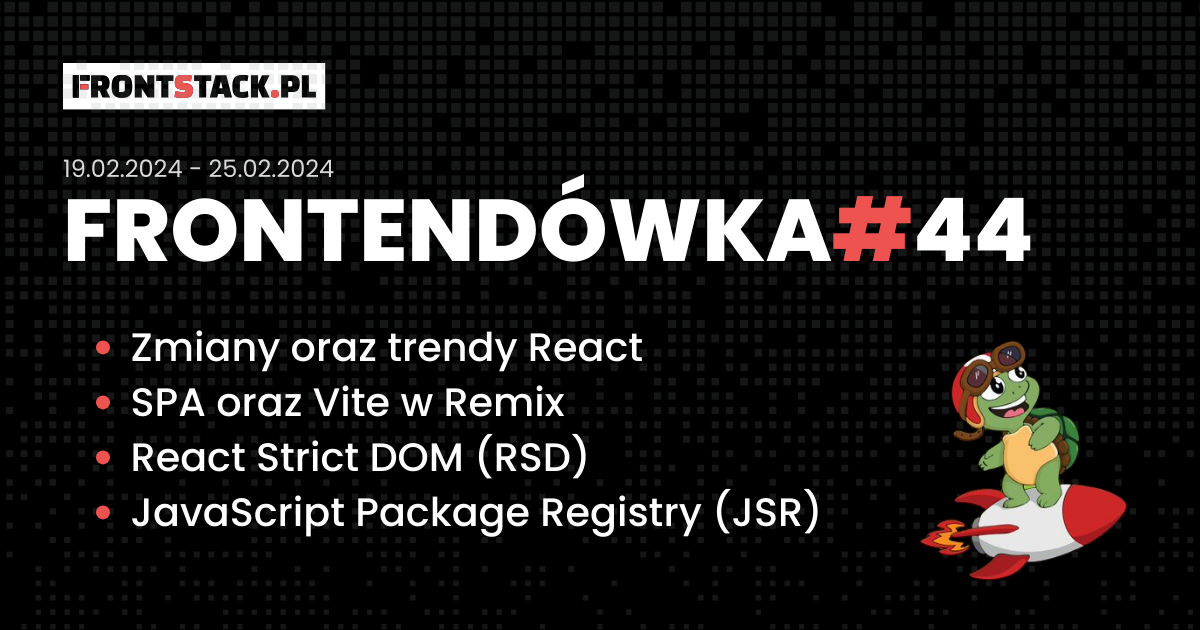 FRONTSTACK.PL
19.02.2024 - 25.02.2024
FRONTENDÓWKA#44
• Zmiany oraz trendy React
• SPA oraz Vite w Remix
• React Strict DOM (RSD)
• JavaScript Package Registry (JSR)